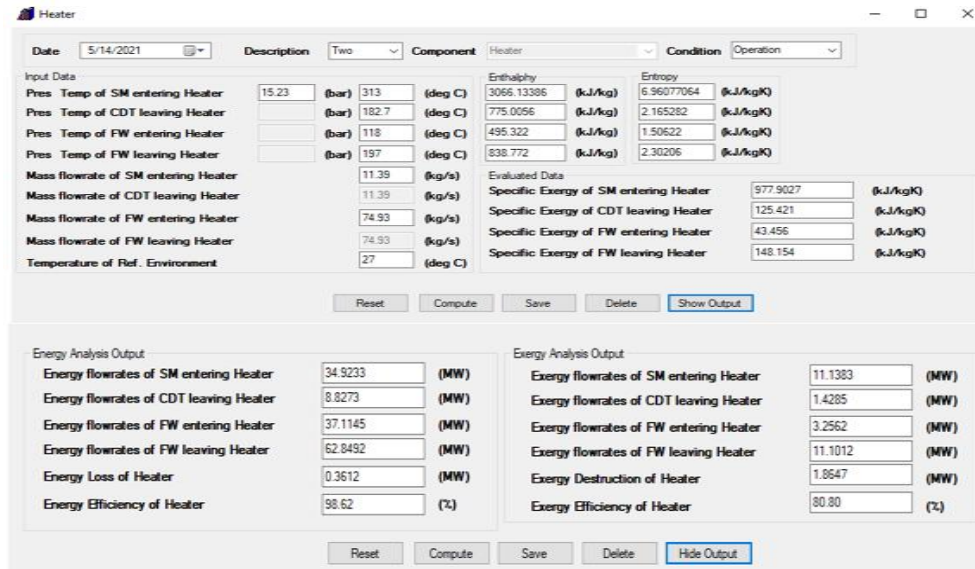 Heater
Date 5/14/2021 Description Two Component Heater Condition Operation
Input Data Enthalphy Entropy
Pres Temp of SM entering Heater 15.23 (bar) 313 (deg C) 3066.13386 (kJ/kg) 6.96077064 (kJ/kgK)
Pres Temp of CDT leaving Heater (bar) 182.7 (deg C) 775.0056 (kJ/kg) 2.165282 (kJ/kgK)
Pres Temp of FW entering Heater (bar) 118 (deg C) 495.322 (kJ/kg) 1.50622 (kJ/kgK)
Pres Temp of FW leaving Heater (bar) 197 (deg C) 838.772 (kJ/kg) 2.30206 (kJ/kgK)
Mass flowrate of SM entering Heater 11.39 (kg/s) Evaluated Data
Mass flowrate of CDT leaving Heater 11.39 (kg/s) Specific Exergy of SM entering Heater 977.9027 (kJ/kgK)
Mass flowrate of FW entering Heater 74.93 (kg/s) Specific Exergy of CDT leaving Heater 125.421 (kJ/kgK)
Mass flowrate of FW leaving Heater 74.93 (kg/s) Specific Exergy of FW entering Heater 43.456 (kJ/kgK)
Temperature of Ref. Environment 27 (deg C) Specific Exergy of FW leaving Heater 148.154 (kJ/kgK)
Reset Compute Save Delete Show Output
Energy Analysis Output Exergy Analysis Output
Energy flowrates of SM entering Heater 34.9233 (MW) Exergy flowrates of SM entering Heater 11.1383 (MW)
Energy flowrates of CDT leaving Heater 8.8273 (MW) Exergy flowrates of CDT leaving Heater 1.4285 (MW)
Energy flowrates of FW entering Heater 37.1145 (MW) Exergy flowrates of FW entering Heater 3.2562 (MW)
Energy flowrates of FW leaving Heater 62.8492 (MW) Exergy flowrates of FW leaving Heater 11.1012 (MW)
Energy Loss of Heater 0.3612 (MW) Exergy Destruction of Heater 1.8647 (MW)
Energy Efficiency of Heater 98.62 (%) Exergy Efficiency of Heater 80.80 (%)
Reset Compute Save Delete Hide Output